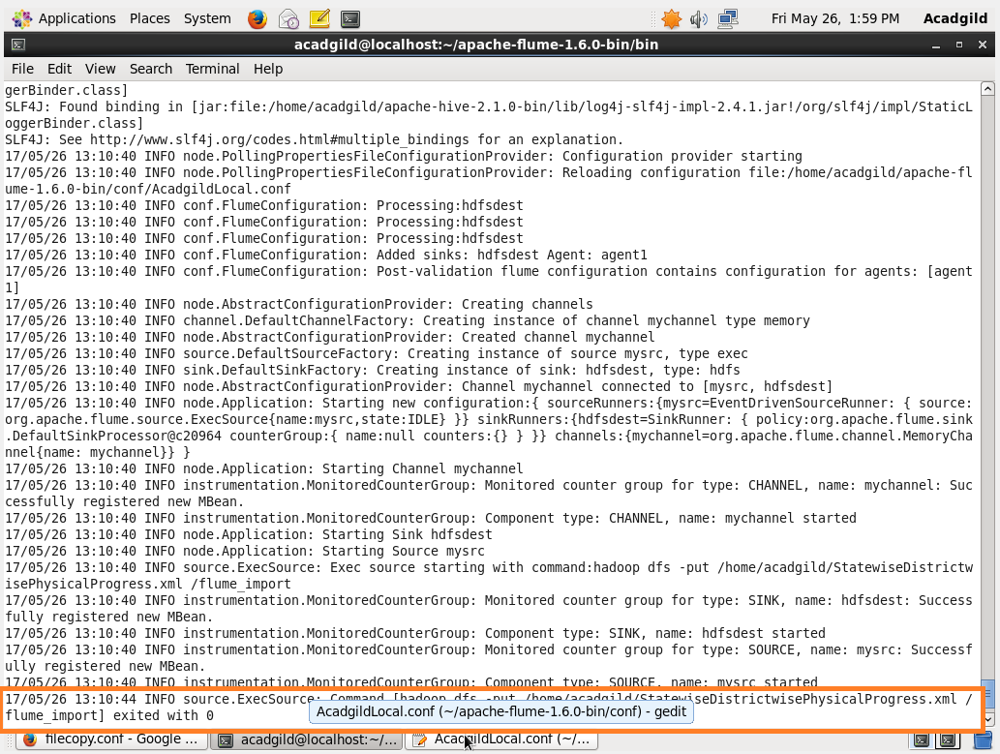 Applications Places System Fri May 26, 1:59 PM Acadgild
acadgild@localhost:~/apache-flume-1.6.0-bin/bin
File Edit View Search Terminal Help
gerBinder.class]
SLF4J: Found binding in [jar:file:/home/acadgild/apache-hive-2.1.0-bin/lib/log4j-slf4j-impl-2.4.1.jar!/org/slf4j/impl/StaticL
oggerBinder.class]
SLF4J: See http://www.slf4j.org/codes.html#multiple_bindings for an explanation.
17/05/26 13:10:40 INFO node.PollingPropertiesFileConfigurationProvider: Configuration provider starting
17/05/26 13:10:40 INFO node.PollingPropertiesFileConfigurationProvider: Reloading configuration file:/home/acadgild/apache-fl
ume-1.6.0-bin/conf/AcadgildLocal.conf
17/05/26 13:10:40 INFO conf.FlumeConfiguration: Processing:hdfsdest
17/05/26 13:10:40 INFO conf.FlumeConfiguration: Processing:hdfsdest
17/05/26 13:10:40 INFO conf.FlumeConfiguration: Processing:hdfsdest
17/05/26 13:10:40 INFO conf.FlumeConfiguration: Added sinks: hdfsdest Agent: agent1
17/05/26 13:10:40 INFO conf.FlumeConfiguration: Post-validation flume configuration contains configuration for agents: [agent
1]
17/05/26 13:10:40 INFO node.AbstractConfigurationProvider: Creating channels
17/05/26 13:10:40 INFO channel.DefaultChannelFactory: Creating instance of channel mychannel type memory
17/05/26 13:10:40 INFO node.AbstractConfigurationProvider: Created channel mychannel
17/05/26 13:10:40 INFO source.DefaultSourceFactory: Creating instance of source mysrc, type exec
17/05/26 13:10:40 INFO sink.DefaultSinkFactory: Creating instance of sink: hdfsdest, type: hdfs
17/05/26 13:10:40 INFO node.AbstractConfigurationProvider: Channel mychannel connected to [mysrc, hdfsdest]
17/05/26 13:10:40 INFO node.Application: Starting new configuration:{ sourceRunners:{mysrc=EventDrivenSourceRunner: { source:
org.apache.flume.source.ExecSource{name:mysrc,state:IDLE} }} sinkRunners:{hdfsdest=SinkRunner: { policy:org.apache.flume.sink
.DefaultSinkProcessor@c20964 counterGroup:{ name:null counters:{} } }} channels:{mychannel=org.apache.flume.channel.MemoryCha
nnel{name: mychannel}} }
17/05/26 13:10:40 INFO node.Application: Starting Channel mychannel
17/05/26 13:10:40 INFO instrumentation.MonitoredCounterGroup: Monitored counter group for type: CHANNEL, name: mychannel: Suc
cessfully registered new MBean.
17/05/26 13:10:40 INFO instrumentation.MonitoredCounterGroup: Component type: CHANNEL, name: mychannel started
17/05/26 13:10:40 INFO node.Application: Starting Sink hdfsdest
17/05/26 13:10:40 INFO node.Application: Starting Source mysrc
17/05/26 13:10:40 INFO source.ExecSource: Exec source starting with command:hadoop dfs -put /home/acadgild/StatewiseDistrictw
isePhysicalProgress.xml /flume_import
17/05/26 13:10:40 INFO instrumentation.MonitoredCounterGroup: Monitored counter group for type: SINK, name: hdfsdest: Success
fully registered new MBean.
17/05/26 13:10:40 INFO instrumentation.MonitoredCounterGroup: Component type: SINK, name: hdfsdest started
17/05/26 13:10:40 INFO instrumentation.MonitoredCounterGroup: Monitored counter group for type: SOURCE, name: mysrc: Successf
ully registered new MBean.
17/05/26 13:10:40 INFO instrumentation.MonitoredCounterGroup: Component type: SOURCE, name: mysrc started
17/05/26 13:10:44 INFO source.ExecSource: Command [hadoop dfs -put /home/acadgild/StatewiseDistrictwisePhysicalProgress.xml /
flume_import] exited with 0
AcadgildLocal.conf (~/apache-flume-1.6.0-bin/conf) - gedit
filecopy.conf - Google ... acadgild@localhost:~/... AcadgildLocal.conf (~/...